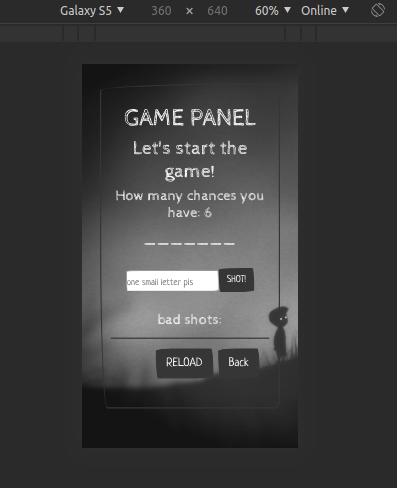 Galaxy S5 ▼ 360 × 640 60% ▼ Online ▼
GAME PANEL
Let's start the
game!
How many chances you
have: 6
_______
one small letter pls SHOT!
bad shots:
RELOAD Back